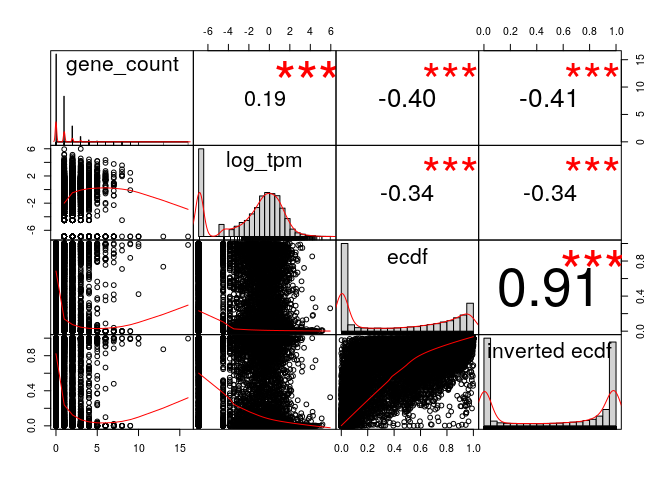 -6 -4 -2 0 2 4 6 0.0 0.2 0.4 0.6 0.8 1.0
gene_count *** *** ***
0.19 -0.40 -0.41
0 5 10 15
log_tpm *** ***
-0.34 -0.34
-6 -2 2 6
ecdf ***
0.91
0.0 0.4 0.8
inverted ecdf
0.0 0.4 0.8
0 5 10 15 0.0 0.2 0.4 0.6 0.8 1.0